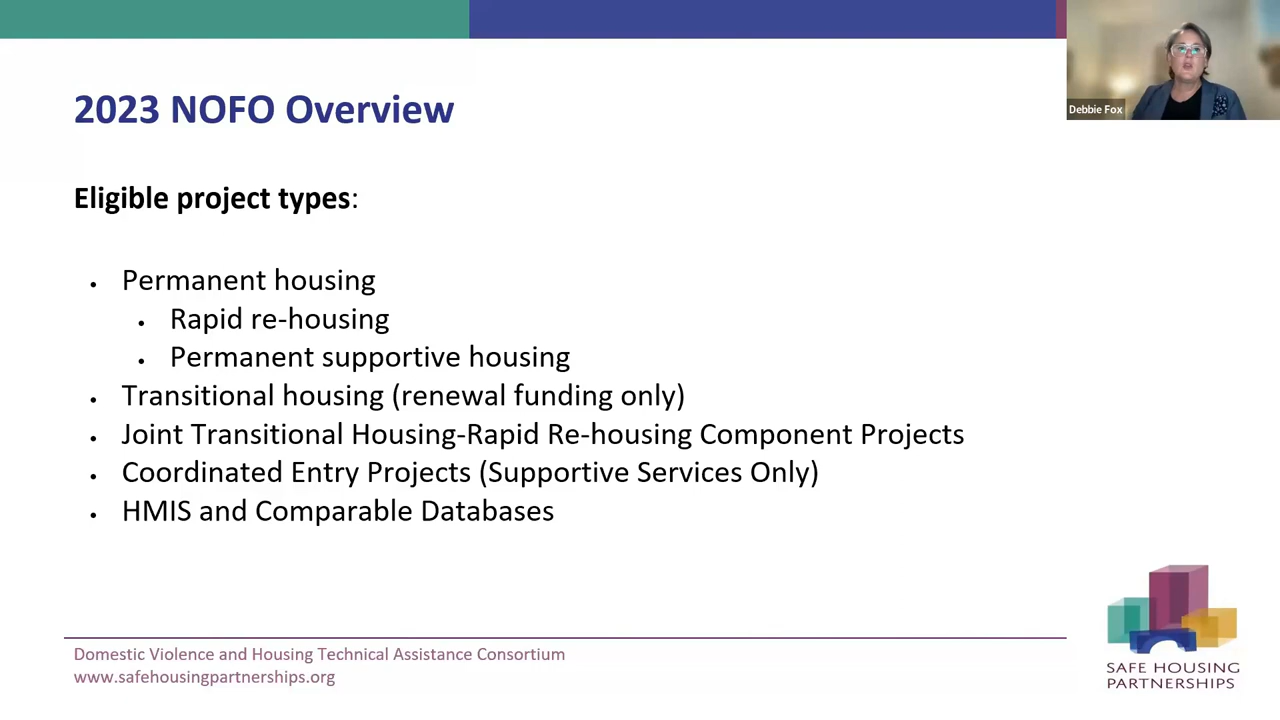 2023 NOFO Overview
Debbie Fox
Eligible project types:
• Permanent housing
• Rapid re-housing
• Permanent supportive housing
• Transitional housing (renewal funding only)
• Joint Transitional Housing-Rapid Re-housing Component Projects
• Coordinated Entry Projects (Supportive Services Only)
• HMIS and Comparable Databases
Domestic Violence and Housing Technical Assistance Consortium
www.safehousingpartnerships.org
SAFE HOUSING
PARTNERSHIPS